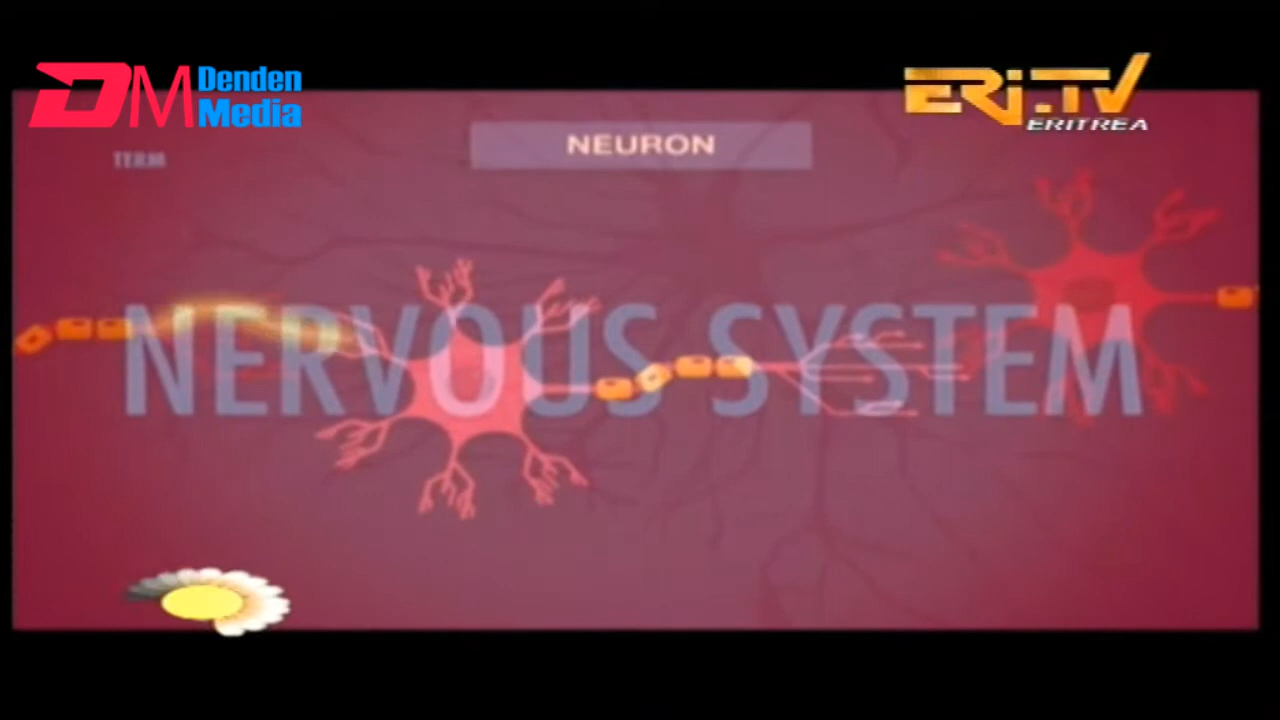 DM Denden
Media
ERi.TV
ERITREA
NEURON
TERM
NERVOUS SYSTEM